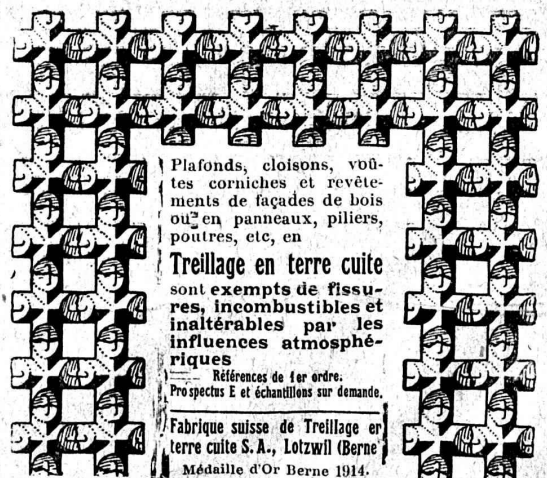 Plafonds, cloisons, voû-
tes corniches et revête-
ments de façades de bois
ou en panneaux, piliers,
poutres, etc, en
Treillage en terre cuite
sont exempts de fissu-
res, incombustibles et
inaltérables par les
influences atmosphé-
riques
Références de 1er ordre.
Prospectus E et échantillons sur demande.
Fabrique suisse de Treillage en
terre cuite S. A., Lotzwil (Berne
Médaille d'Or Berne 1914.